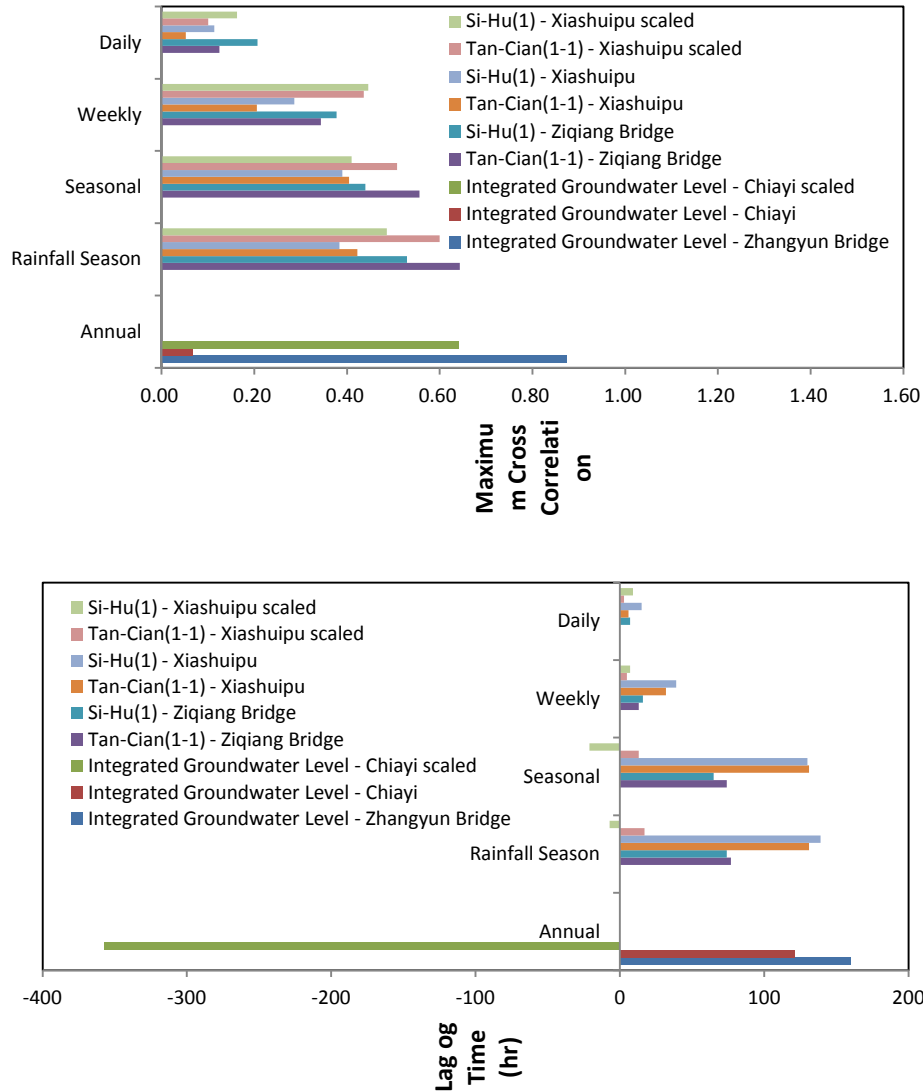 Daily
Weekly
Seasonal
Rainfall Season
Annual
Si-Hu(1) - Xiashuipu scaled
Tan-Cian(1-1) - Xiashuipu scaled
Si-Hu(1) - Xiashuipu
Tan-Cian(1-1) - Xiashuipu
Si-Hu(1) - Ziqiang Bridge
Tan-Cian(1-1) - Ziqiang Bridge
Integrated Groundwater Level - Chiayi scaled
Integrated Groundwater Level - Chiayi
Integrated Groundwater Level - Zhangyun Bridge
0.00 0.20 0.40 0.60 0.80 1.00 1.20 1.40 1.60
Maximu
m Cross
Correlati
on
Si-Hu(1) - Xiashuipu scaled
Tan-Cian(1-1) - Xiashuipu scaled
Si-Hu(1) - Xiashuipu
Tan-Cian(1-1) - Xiashuipu
Si-Hu(1) - Ziqiang Bridge
Tan-Cian(1-1) - Ziqiang Bridge
Integrated Groundwater Level - Chiayi scaled
Integrated Groundwater Level - Chiayi
Integrated Groundwater Level - Zhangyun Bridge
Daily
Weekly
Seasonal
Rainfall Season
Annual
-400 -300 -200 -100 0 100 200
Lag og
Time
(hr)